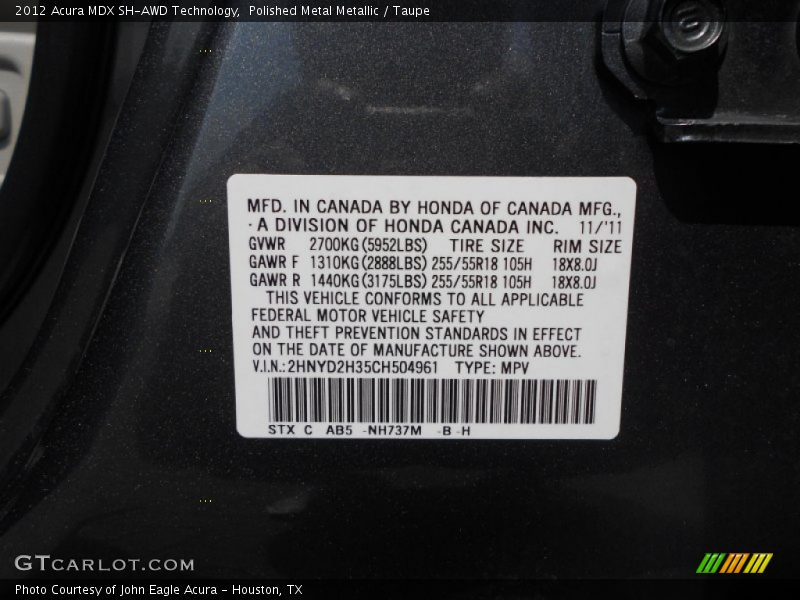 2012 Acura MDX SH-AWD Technology, Polished Metal Metallic / Taupe
MFD. IN CANADA BY HONDA OF CANADA MFG.,
· A DIVISION OF HONDA CANADA INC. 11/'11
GVWR 2700KG(5952LBS) TIRE SIZE RIM SIZE
GAWR F 1310KG(2888LBS) 255/55R18 105H 18X8.0J
GAWR R 1440KG(3175LBS) 255/55R18 105H 18X8.0J
THIS VEHICLE CONFORMS TO ALL APPLICABLE
FEDERAL MOTOR VEHICLE SAFETY
AND THEFT PREVENTION STANDARDS IN EFFECT
ON THE DATE OF MANUFACTURE SHOWN ABOVE.
V.I.N.:2HNYD2H35CH504961 TYPE: MPV
STX C AB5 -NH737M -B -H
GTCARLOT.COM
Photo Courtesy of John Eagle Acura - Houston, TX